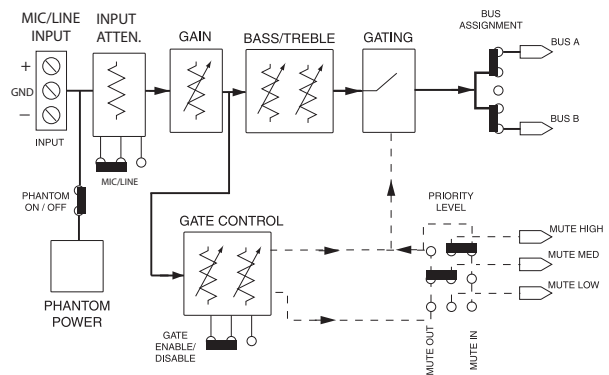 MIC/LINE
INPUT
INPUT
ATTEN.
GAIN
BASS/TREBLE
GATING
BUS
ASSIGNMENT
BUS A
+
GND
−
INPUT
BUS B
MIC/LINE
PHANTOM
ON / OFF
PRIORITY
LEVEL
GATE CONTROL
MUTE HIGH
MUTE MED
MUTE LOW
PHANTOM
POWER
GATE
ENABLE/
DISABLE
MUTE OUT
MUTE IN